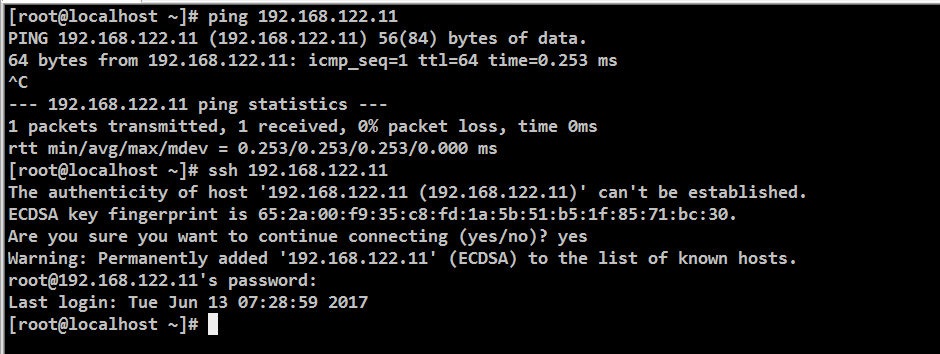 [root@localhost ~]# ping 192.168.122.11
PING 192.168.122.11 (192.168.122.11) 56(84) bytes of data.
64 bytes from 192.168.122.11: icmp_seq=1 ttl=64 time=0.253 ms
^C
--- 192.168.122.11 ping statistics ---
1 packets transmitted, 1 received, 0% packet loss, time 0ms
rtt min/avg/max/mdev = 0.253/0.253/0.253/0.000 ms
[root@localhost ~]# ssh 192.168.122.11
The authenticity of host '192.168.122.11 (192.168.122.11)' can't be established.
ECDSA key fingerprint is 65:2a:00:f9:35:c8:fd:1a:5b:51:b5:1f:85:71:bc:30.
Are you sure you want to continue connecting (yes/no)? yes
Warning: Permanently added '192.168.122.11' (ECDSA) to the list of known hosts.
root@192.168.122.11's password:
Last login: Tue Jun 13 07:28:59 2017
[root@localhost ~]#